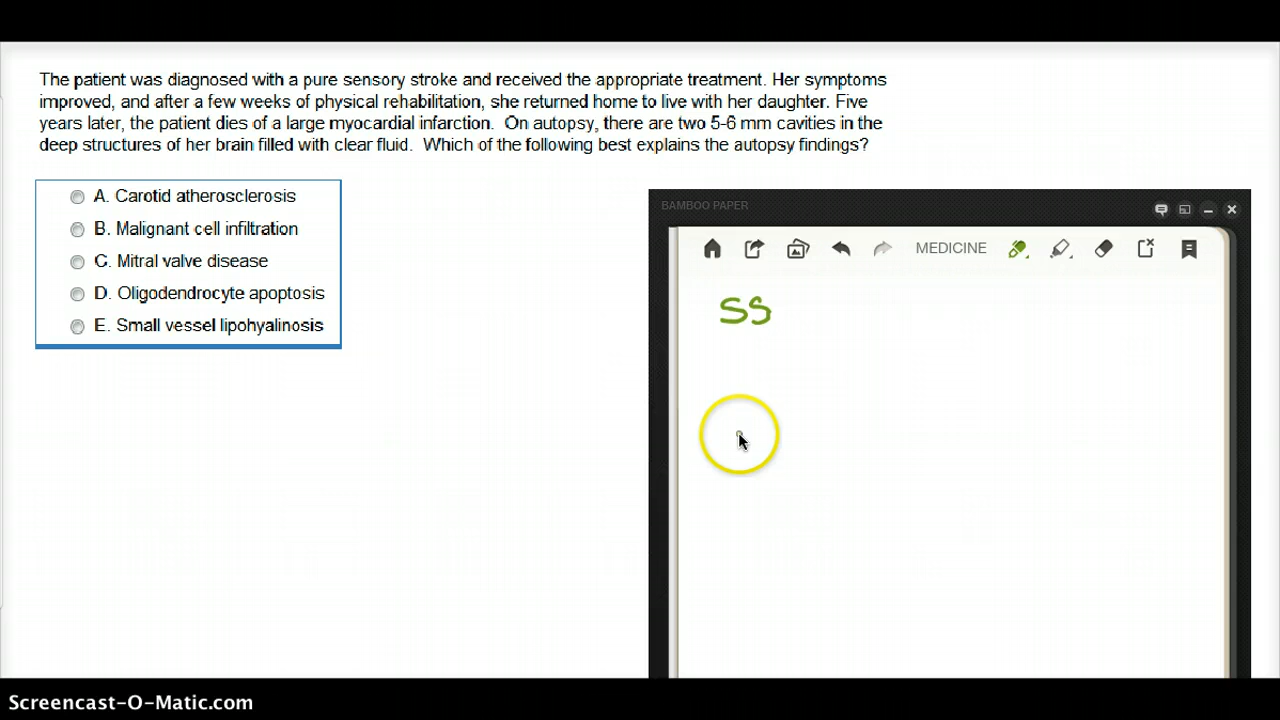 The patient was diagnosed with a pure sensory stroke and received the appropriate treatment. Her symptoms
improved, and after a few weeks of physical rehabilitation, she returned home to live with her daughter. Five
years later, the patient dies of a large myocardial infarction. On autopsy, there are two 5-6 mm cavities in the
deep structures of her brain filled with clear fluid. Which of the following best explains the autopsy findings?
A. Carotid atherosclerosis
B. Malignant cell infiltration
C. Mitral valve disease
D. Oligodendrocyte apoptosis
E. Small vessel lipohyalinosis
BAMBOO PAPER
MEDICINE
SS
Screencast-O-Matic.com